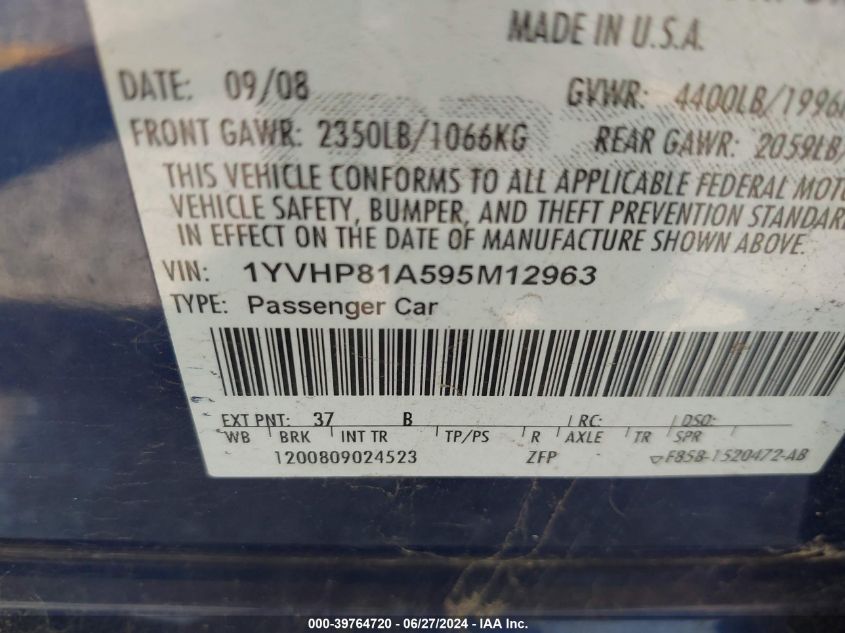 MADE IN U.S.A.
DATE: 09/08 GVWR: 4400LB/1996
FRONT GAWR: 2350LB/1066KG REAR GAWR: 2059LB/
THIS VEHICLE CONFORMS TO ALL APPLICABLE FEDERAL MOTO
VEHICLE SAFETY, BUMPER, AND THEFT PREVENTION STANDAR
IN EFFECT ON THE DATE OF MANUFACTURE SHOWN ABOVE.
VIN: 1YVHP81A595M12963
TYPE: Passenger Car
EXT PNT: 37 B RC: DSO:
WB BRK INT TR TP/PS R AXLE TR SPR
1200809024523 ZFP F85B-1520472-AB
000-39764720 - 06/27/2024 - IAA Inc.